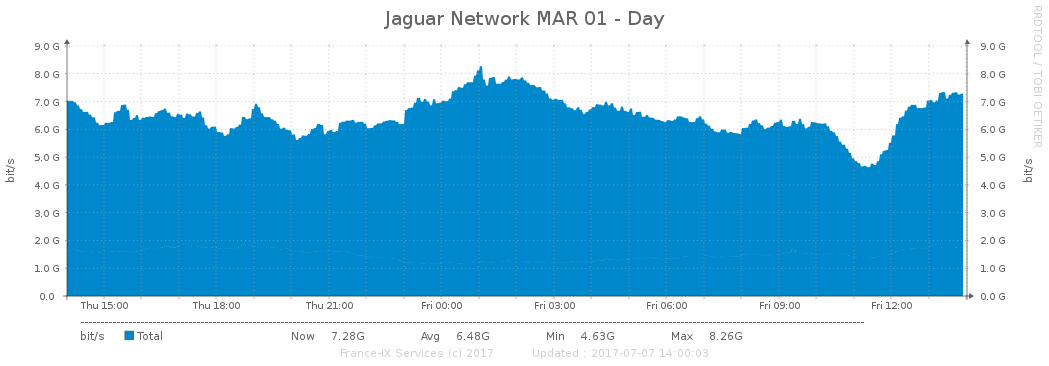 Jaguar Network MAR 01 - Day
RRDTOOL / TOBI OETIKER
bit/s
9.0 G 9.0 G
8.0 G 8.0 G
7.0 G 7.0 G
6.0 G 6.0 G
5.0 G 5.0 G
4.0 G 4.0 G
3.0 G 3.0 G
2.0 G 2.0 G
1.0 G 1.0 G
0.0 0.0 G
bit/s
Thu 15:00 Thu 18:00 Thu 21:00 Fri 00:00 Fri 03:00 Fri 06:00 Fri 09:00 Fri 12:00
bit/s Total Now 7.28G Avg 6.48G Min 4.63G Max 8.26G
France-IX Services (c) 2017 Updated : 2017-07-07 14:00:03